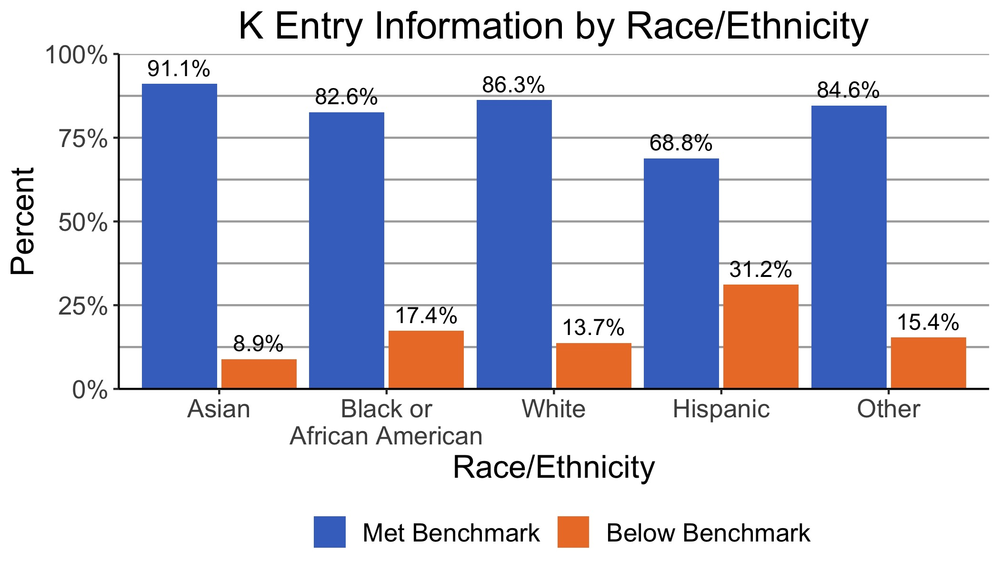 K Entry Information by Race/Ethnicity
100%
75%
50%
25%
0%
Percent
91.1%
8.9%
82.6%
17.4%
86.3%
13.7%
68.8%
31.2%
84.6%
15.4%
Asian
Black or
African American
White
Hispanic
Other
Race/Ethnicity
Met Benchmark
Below Benchmark